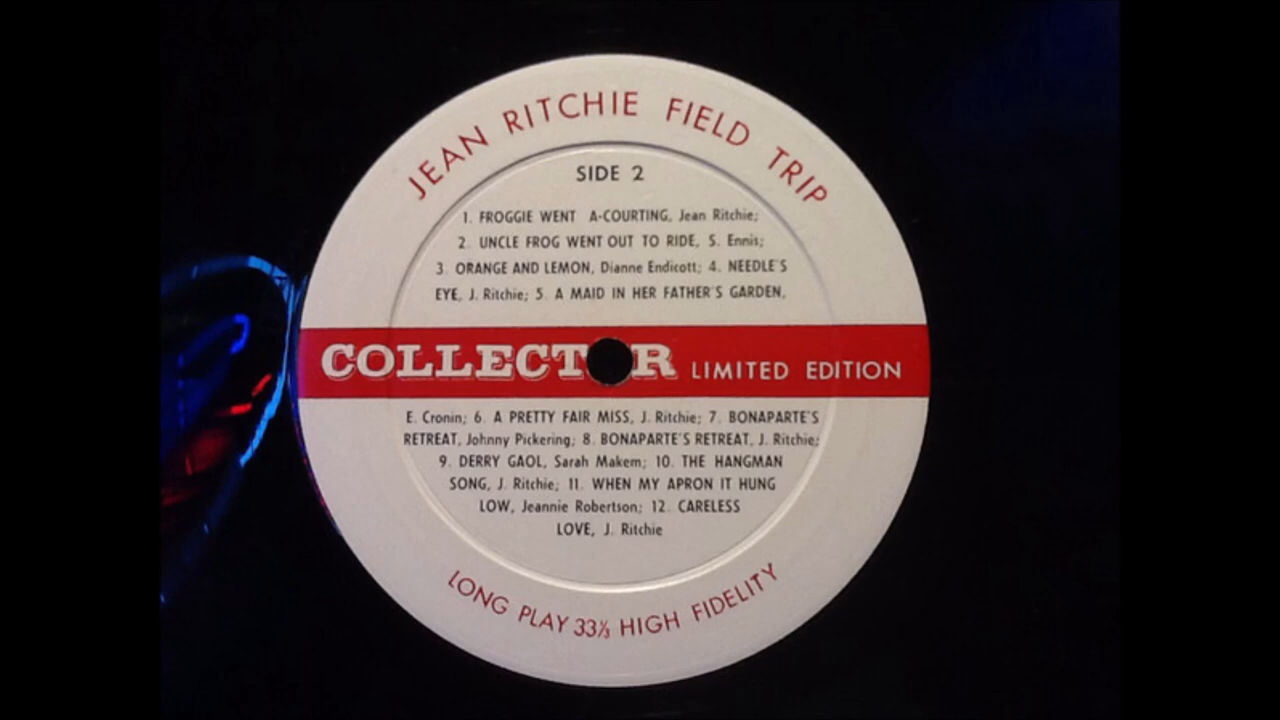 JEAN RITCHIE FIELD TRIP
SIDE 2
1. FROGGIE WENT A-COURTING, Jean Ritchie;
2. UNCLE FROG WENT OUT TO RIDE, S. Ennis;
3. ORANGE AND LEMON, Dianne Endicott; 4. NEEDLE'S
EYE, J. Ritchie; 5. A MAID IN HER FATHER'S GARDEN,
COLLECTOR LIMITED EDITION
E. Cronin; 6. A PRETTY FAIR MISS, J. Ritchie; 7. BONAPARTE'S
RETREAT, Johnny Pickering; 8. BONAPARTE'S RETREAT, J. Ritchie;
9. DERRY GAOL, Sarah Makem; 10. THE HANGMAN
SONG, J. Ritchie; 11. WHEN MY APRON IT HUNG
LOW, Jeannie Robertson; 12. CARELESS
LOVE, J. Ritchie
LONG PLAY 33⅓ HIGH FIDELITY